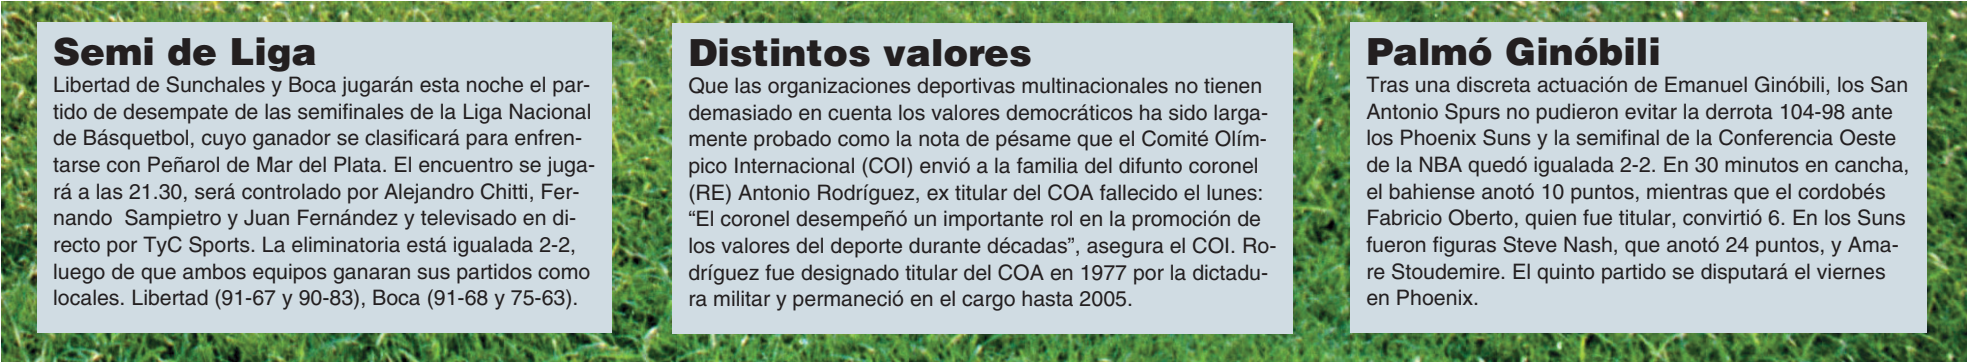 Semi de Liga
Libertad de Sunchales y Boca jugarán esta noche el par-
tido de desempate de las semifinales de la Liga Nacional
de Básquetbol, cuyo ganador se clasificará para enfren-
tarse con Peñarol de Mar del Plata. El encuentro se juga-
rá a las 21.30, será controlado por Alejandro Chitti, Fer-
nando  Sampietro y Juan Fernández y televisado en di-
recto por TyC Sports. La eliminatoria está igualada 2-2,
luego de que ambos equipos ganaran sus partidos como
locales. Libertad (91-67 y 90-83), Boca (91-68 y 75-63).
Distintos valores
Que las organizaciones deportivas multinacionales no tienen
demasiado en cuenta los valores democráticos ha sido larga-
mente probado como la nota de pésame que el Comité Olím-
pico Internacional (COI) envió a la familia del difunto coronel
(RE) Antonio Rodríguez, ex titular del COA fallecido el lunes:
“El coronel desempeñó un importante rol en la promoción de
los valores del deporte durante décadas”, asegura el COI. Ro-
dríguez fue designado titular del COA en 1977 por la dictadu-
ra militar y permaneció en el cargo hasta 2005.
Palmó Ginóbili
Tras una discreta actuación de Emanuel Ginóbili, los San
Antonio Spurs no pudieron evitar la derrota 104-98 ante
los Phoenix Suns y la semifinal de la Conferencia Oeste
de la NBA quedó igualada 2-2. En 30 minutos en cancha,
el bahiense anotó 10 puntos, mientras que el cordobés
Fabricio Oberto, quien fue titular, convirtió 6. En los Suns
fueron figuras Steve Nash, que anotó 24 puntos, y Ama-
re Stoudemire. El quinto partido se disputará el viernes
en Phoenix.